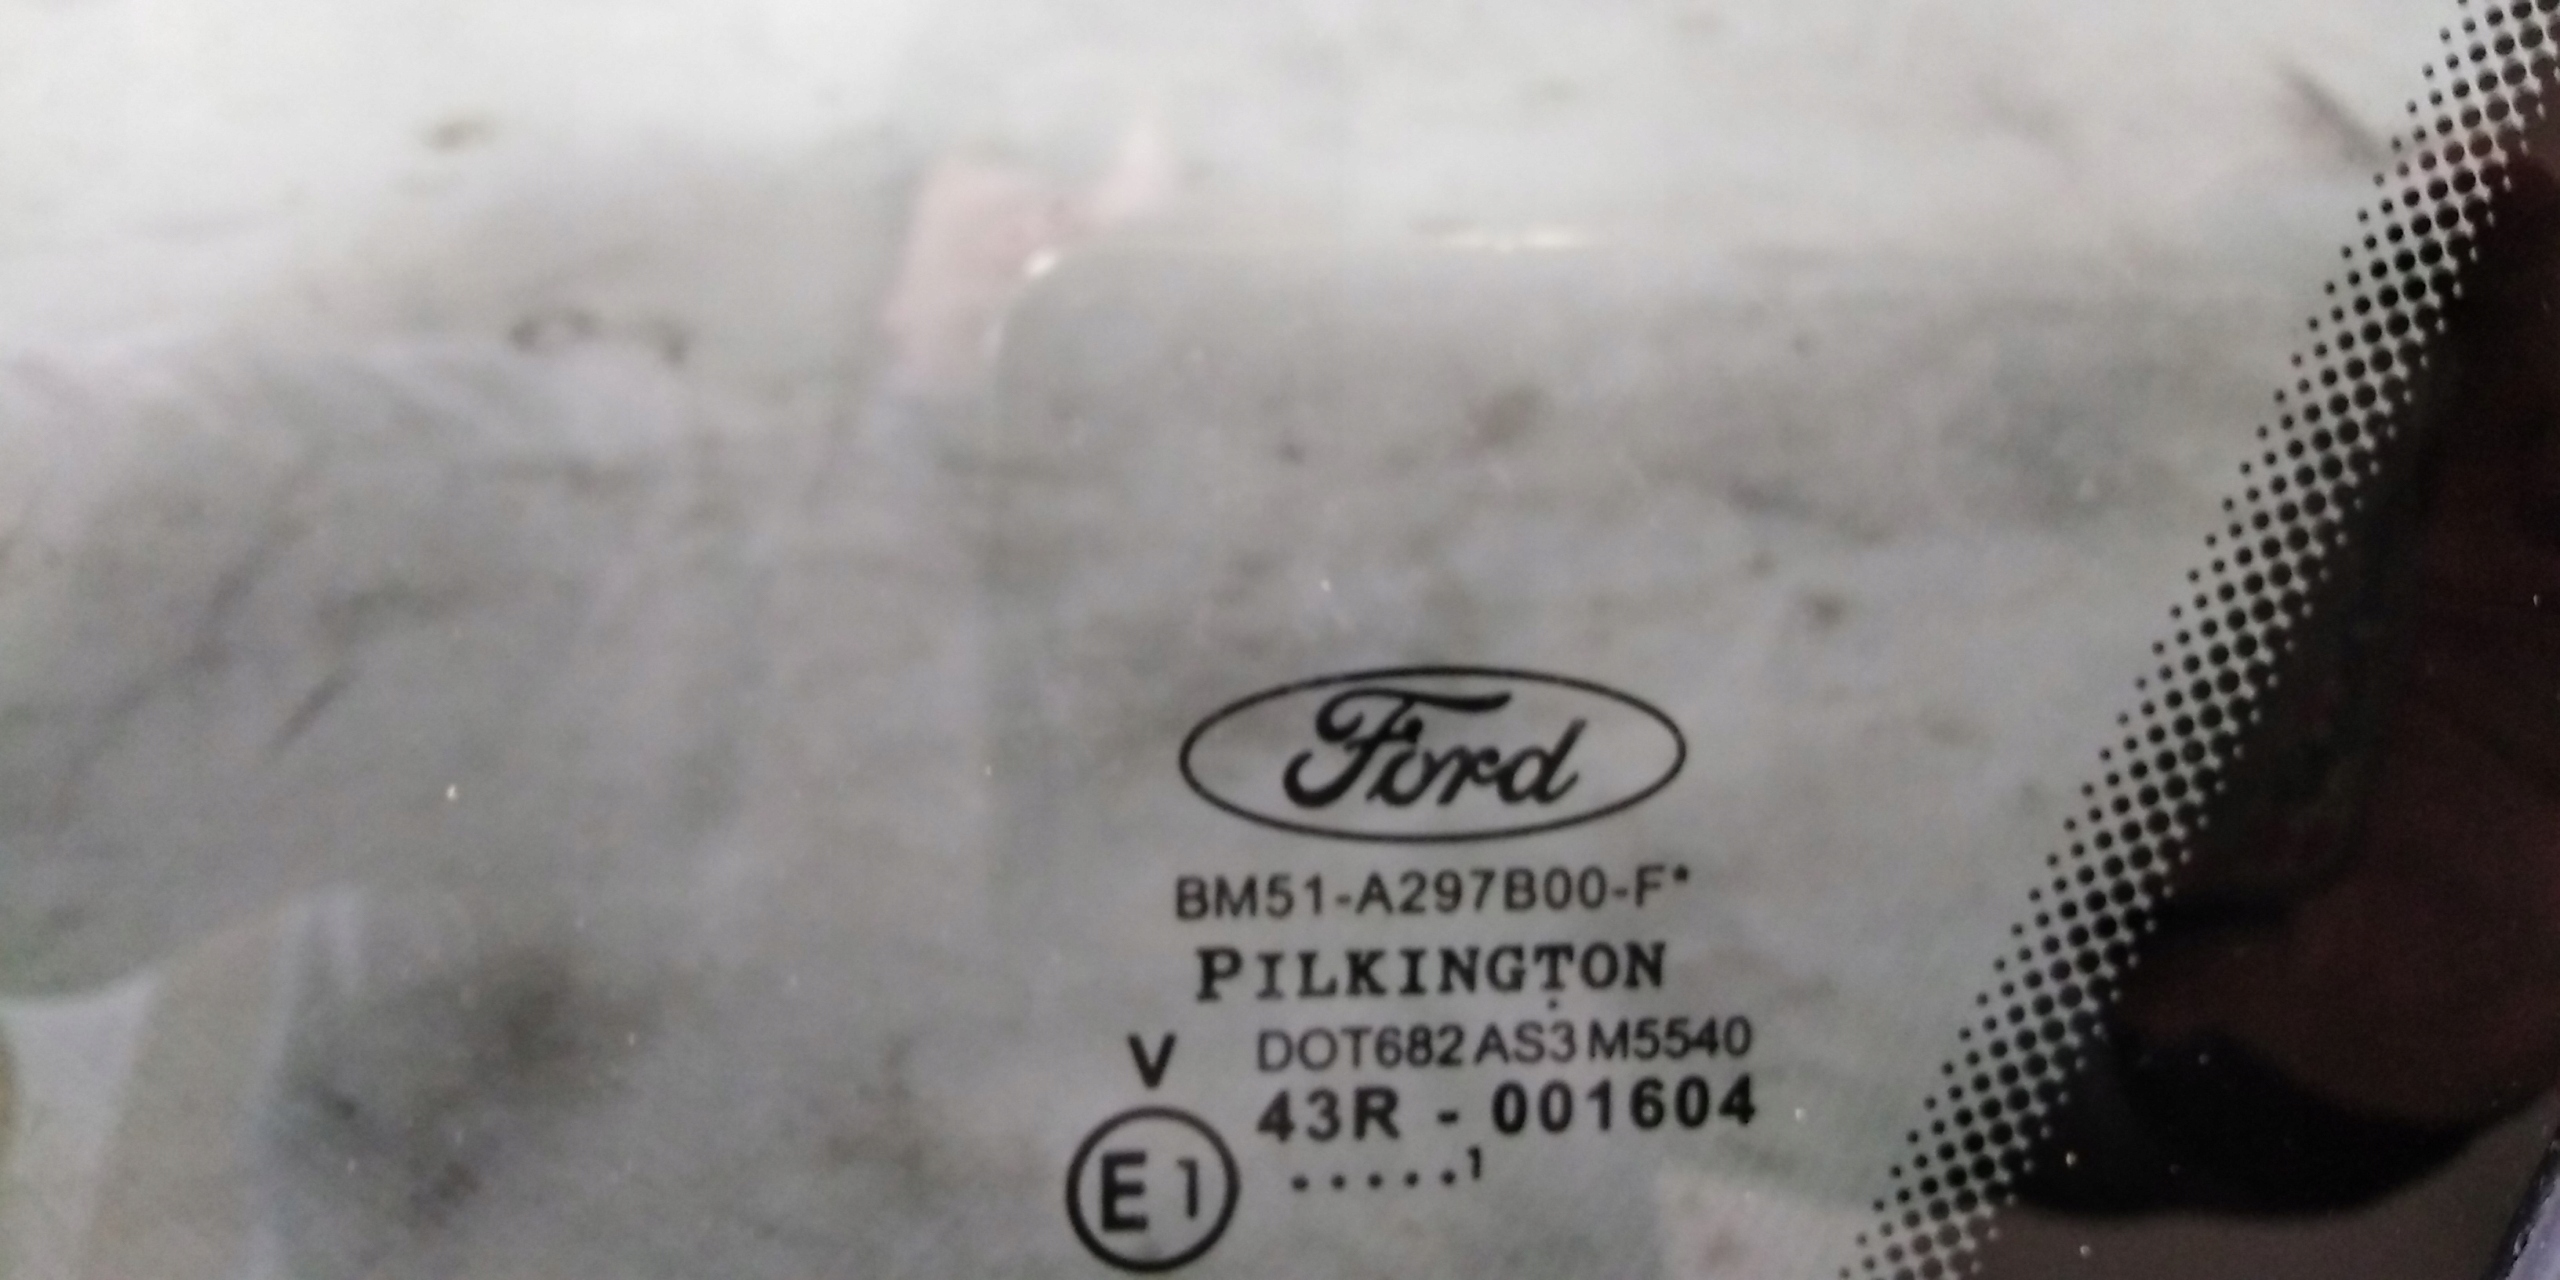 Ford
BM51-A297B00-F*
PILKINGTON
V DOT682 AS3 M5540
43R - 001604
E1 .....1